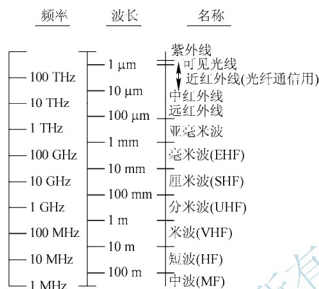 频率 波长 名称
紫外线
1 μm 可见光线
100 THz 近红外线(光纤通信用)
10 μm 中红外线
10 THz 远红外线
100 μm
1 THz 亚毫米波
1 mm
100 GHz 毫米波(EHF)
10 mm
10 GHz 厘米波(SHF)
100 mm
1 GHz 分米波(UHF)
1 m
100 MHz 米波(VHF)
10 m
10 MHz 短波(HF)
100 m
1 MHz 中波(MF)
有